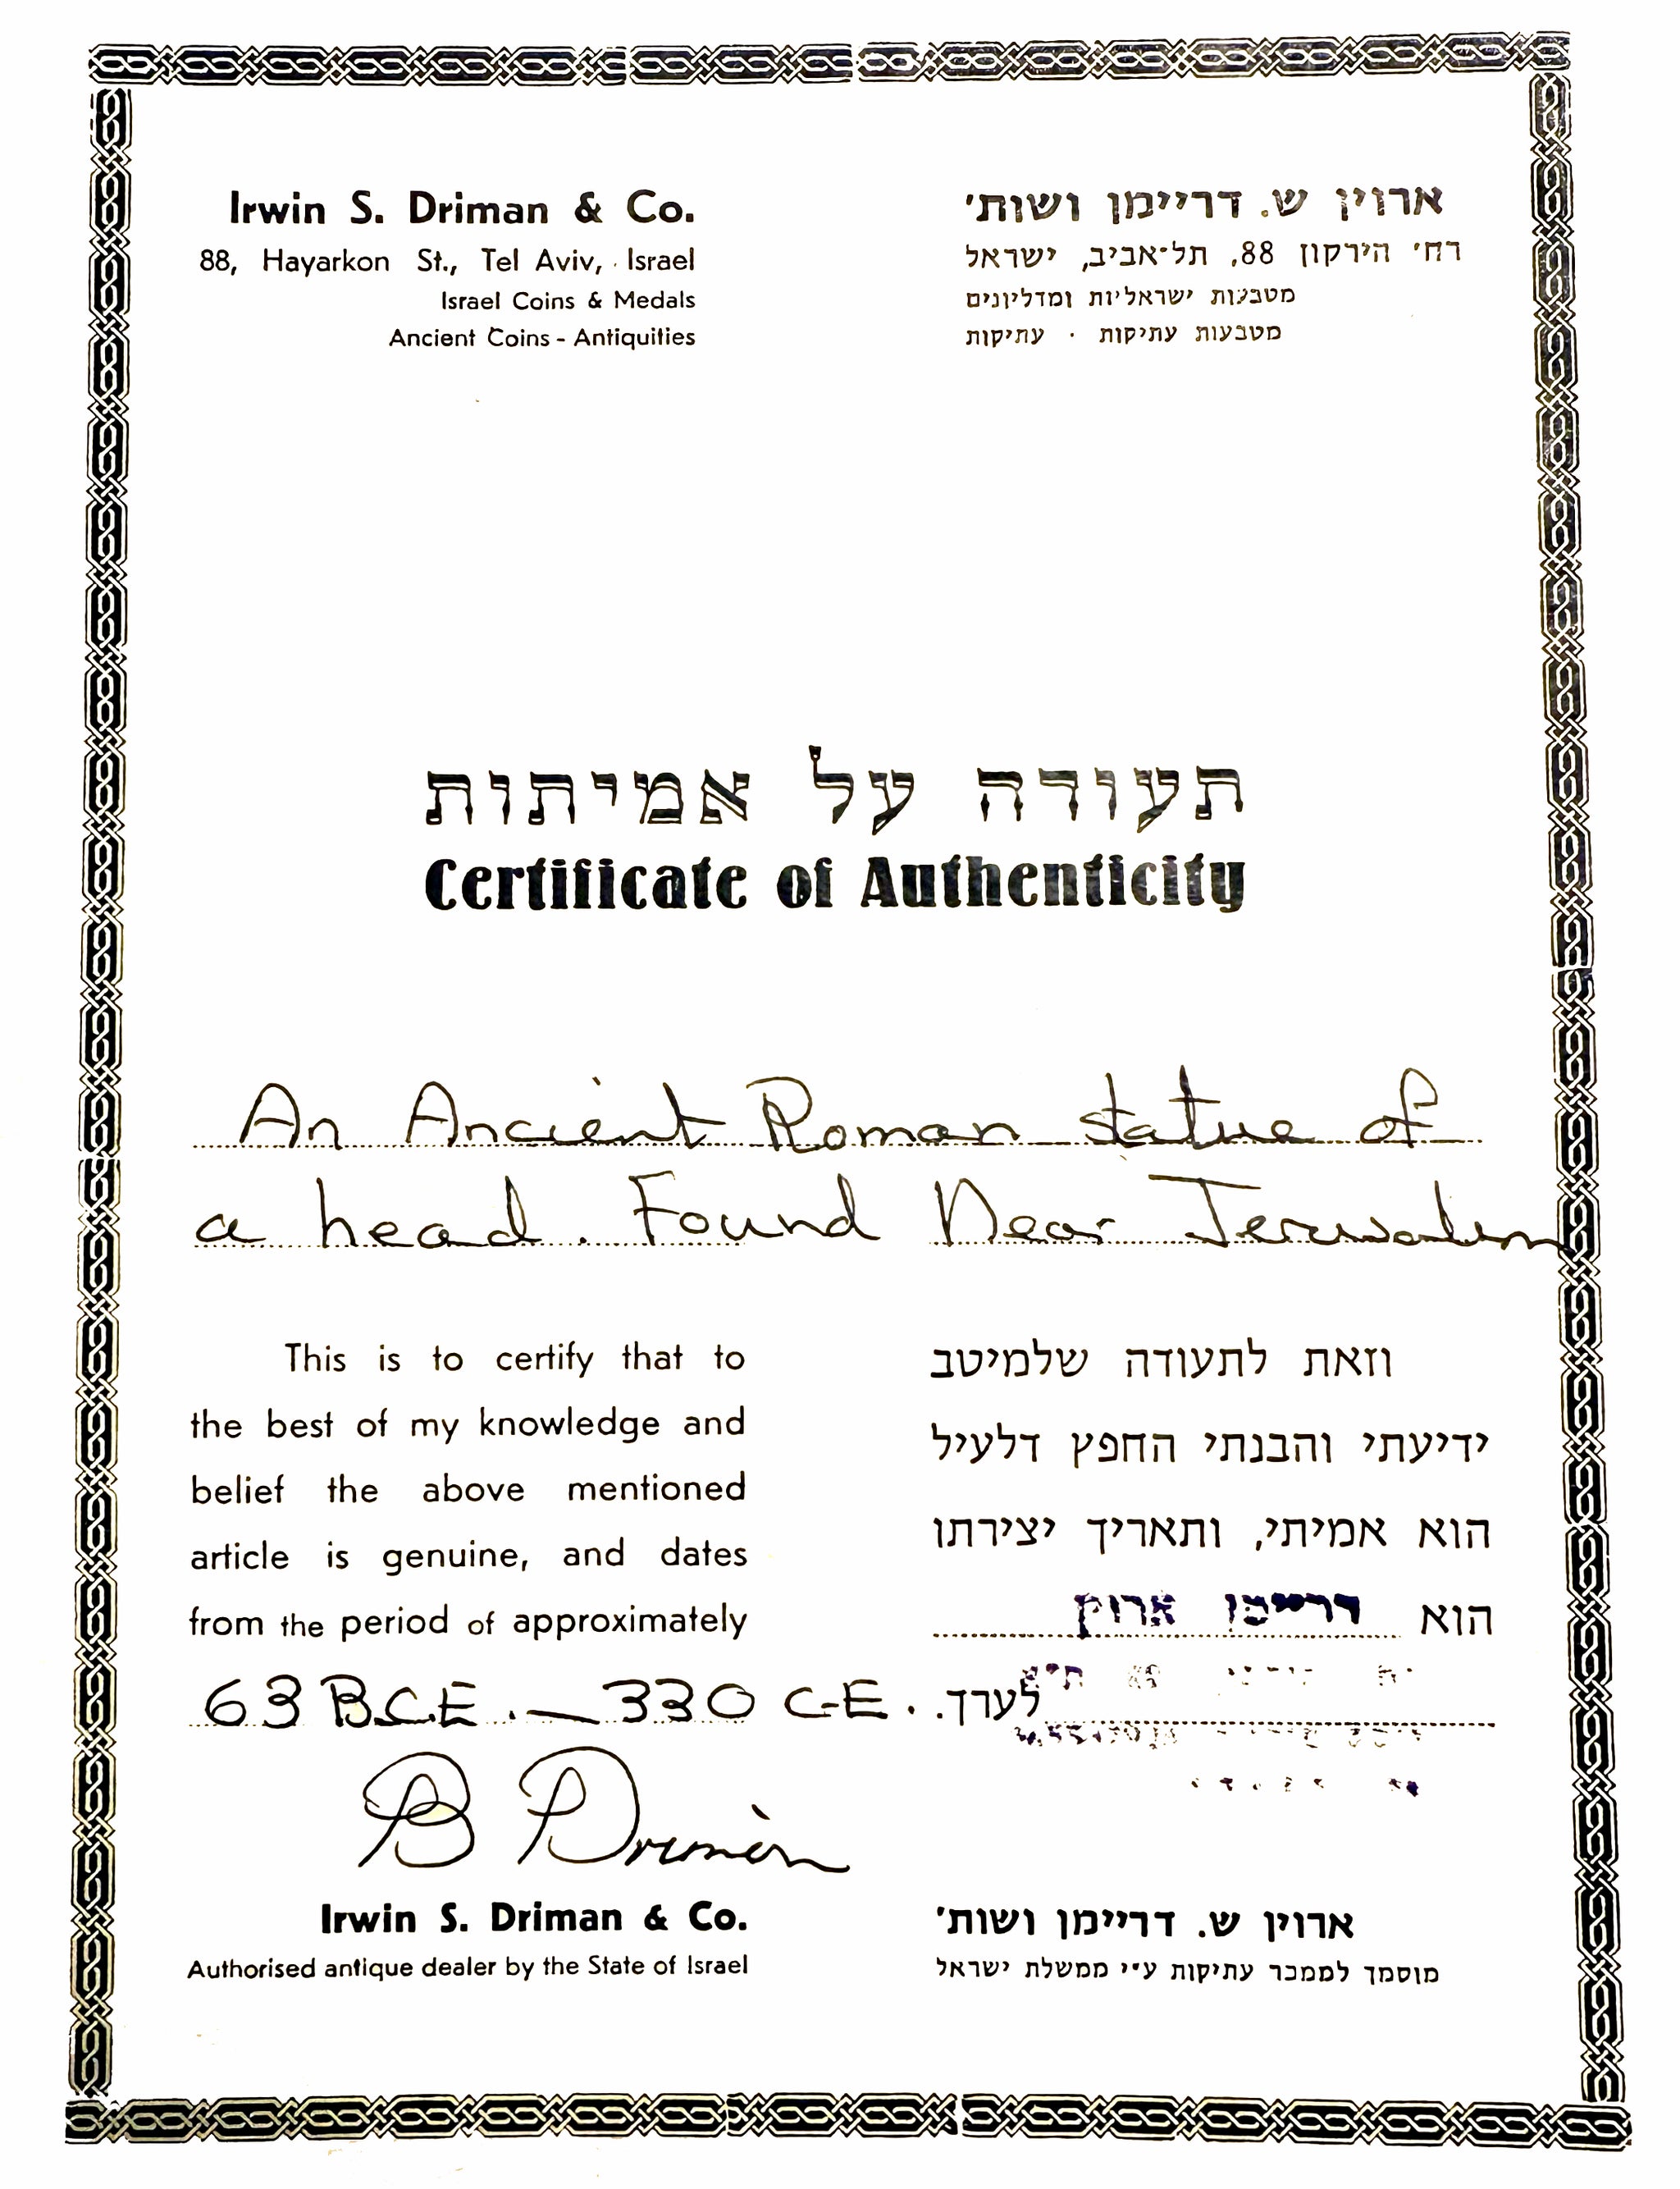 Irwin S. Driman & Co.
88, Hayarkon St., Tel Aviv, Israel
Israel Coins & Medals
Ancient Coins - Antiquities
ארוין ש. דריימן ושות'
רח' הירקון 88, תל-אביב, ישראל
מטבעות ישראליות ומדליונים
מטבעות עתיקות · עתיקות
תעודה על אמיתות
Certificate of Authenticity
An Ancient Roman statue of
a head. Found Near Jerusalem
This is to certify that to
the best of my knowledge and
belief the above mentioned
article is genuine, and dates
from the period of approximately
63 B.C.E. — 330 C.E.
וזאת לתעודה שלמיטב
ידיעתי והבנתי החפץ דלעיל
הוא אמיתי, ותאריך יצירתו
הוא דריימן ארוין
לערך.
B Driman
Irwin S. Driman & Co.
Authorised antique dealer by the State of Israel
ארוין ש. דריימן ושות'
מוסמך לממכר עתיקות ע״י ממשלת ישראל